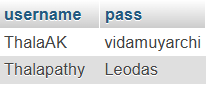 username pass
ThalaAK vidamuyarchi
Thalapathy Leodas